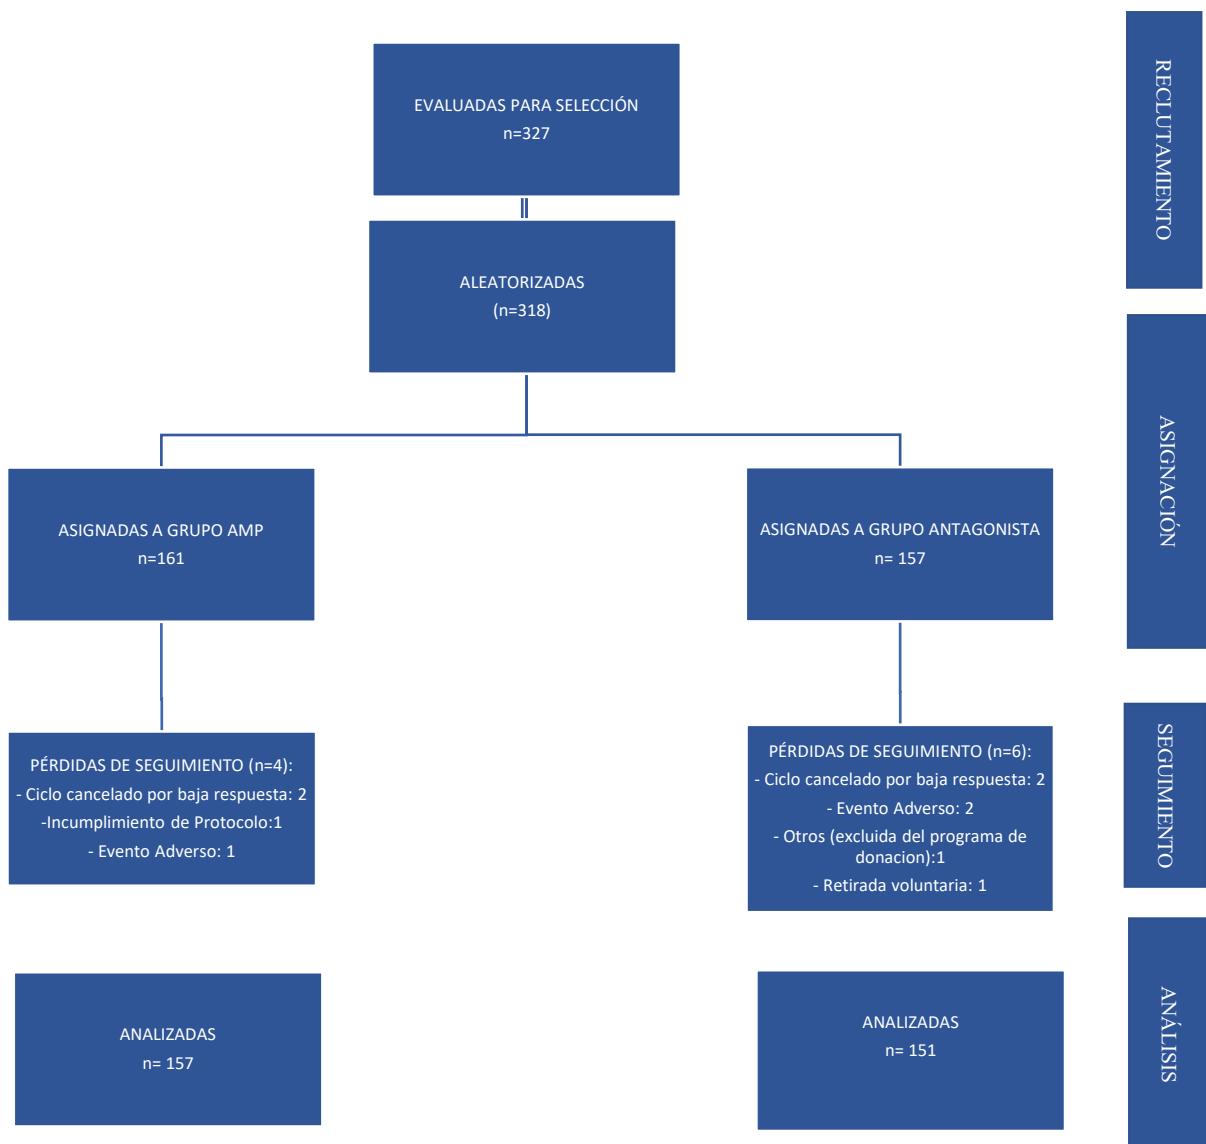 EVALUADAS PARA SELECCIÓN
n=327
RECLUTAMIENTO
ALEATORIZADAS
(n=318)
ASIGNADAS A GRUPO AMP
n=161
ASIGNADAS A GRUPO ANTAGONISTA
n= 157
ASIGNACIÓN
PÉRDIDAS DE SEGUIMIENTO (n=4):
- Ciclo cancelado por baja respuesta: 2
-Incumplimiento de Protocolo:1
- Evento Adverso: 1
PÉRDIDAS DE SEGUIMIENTO (n=6):
- Ciclo cancelado por baja respuesta: 2
- Evento Adverso: 2
- Otros (excluida del programa de
donacion):1
- Retirada voluntaria: 1
SEGUIMIENTO
ANALIZADAS
n= 157
ANALIZADAS
n= 151
ANÁLISIS